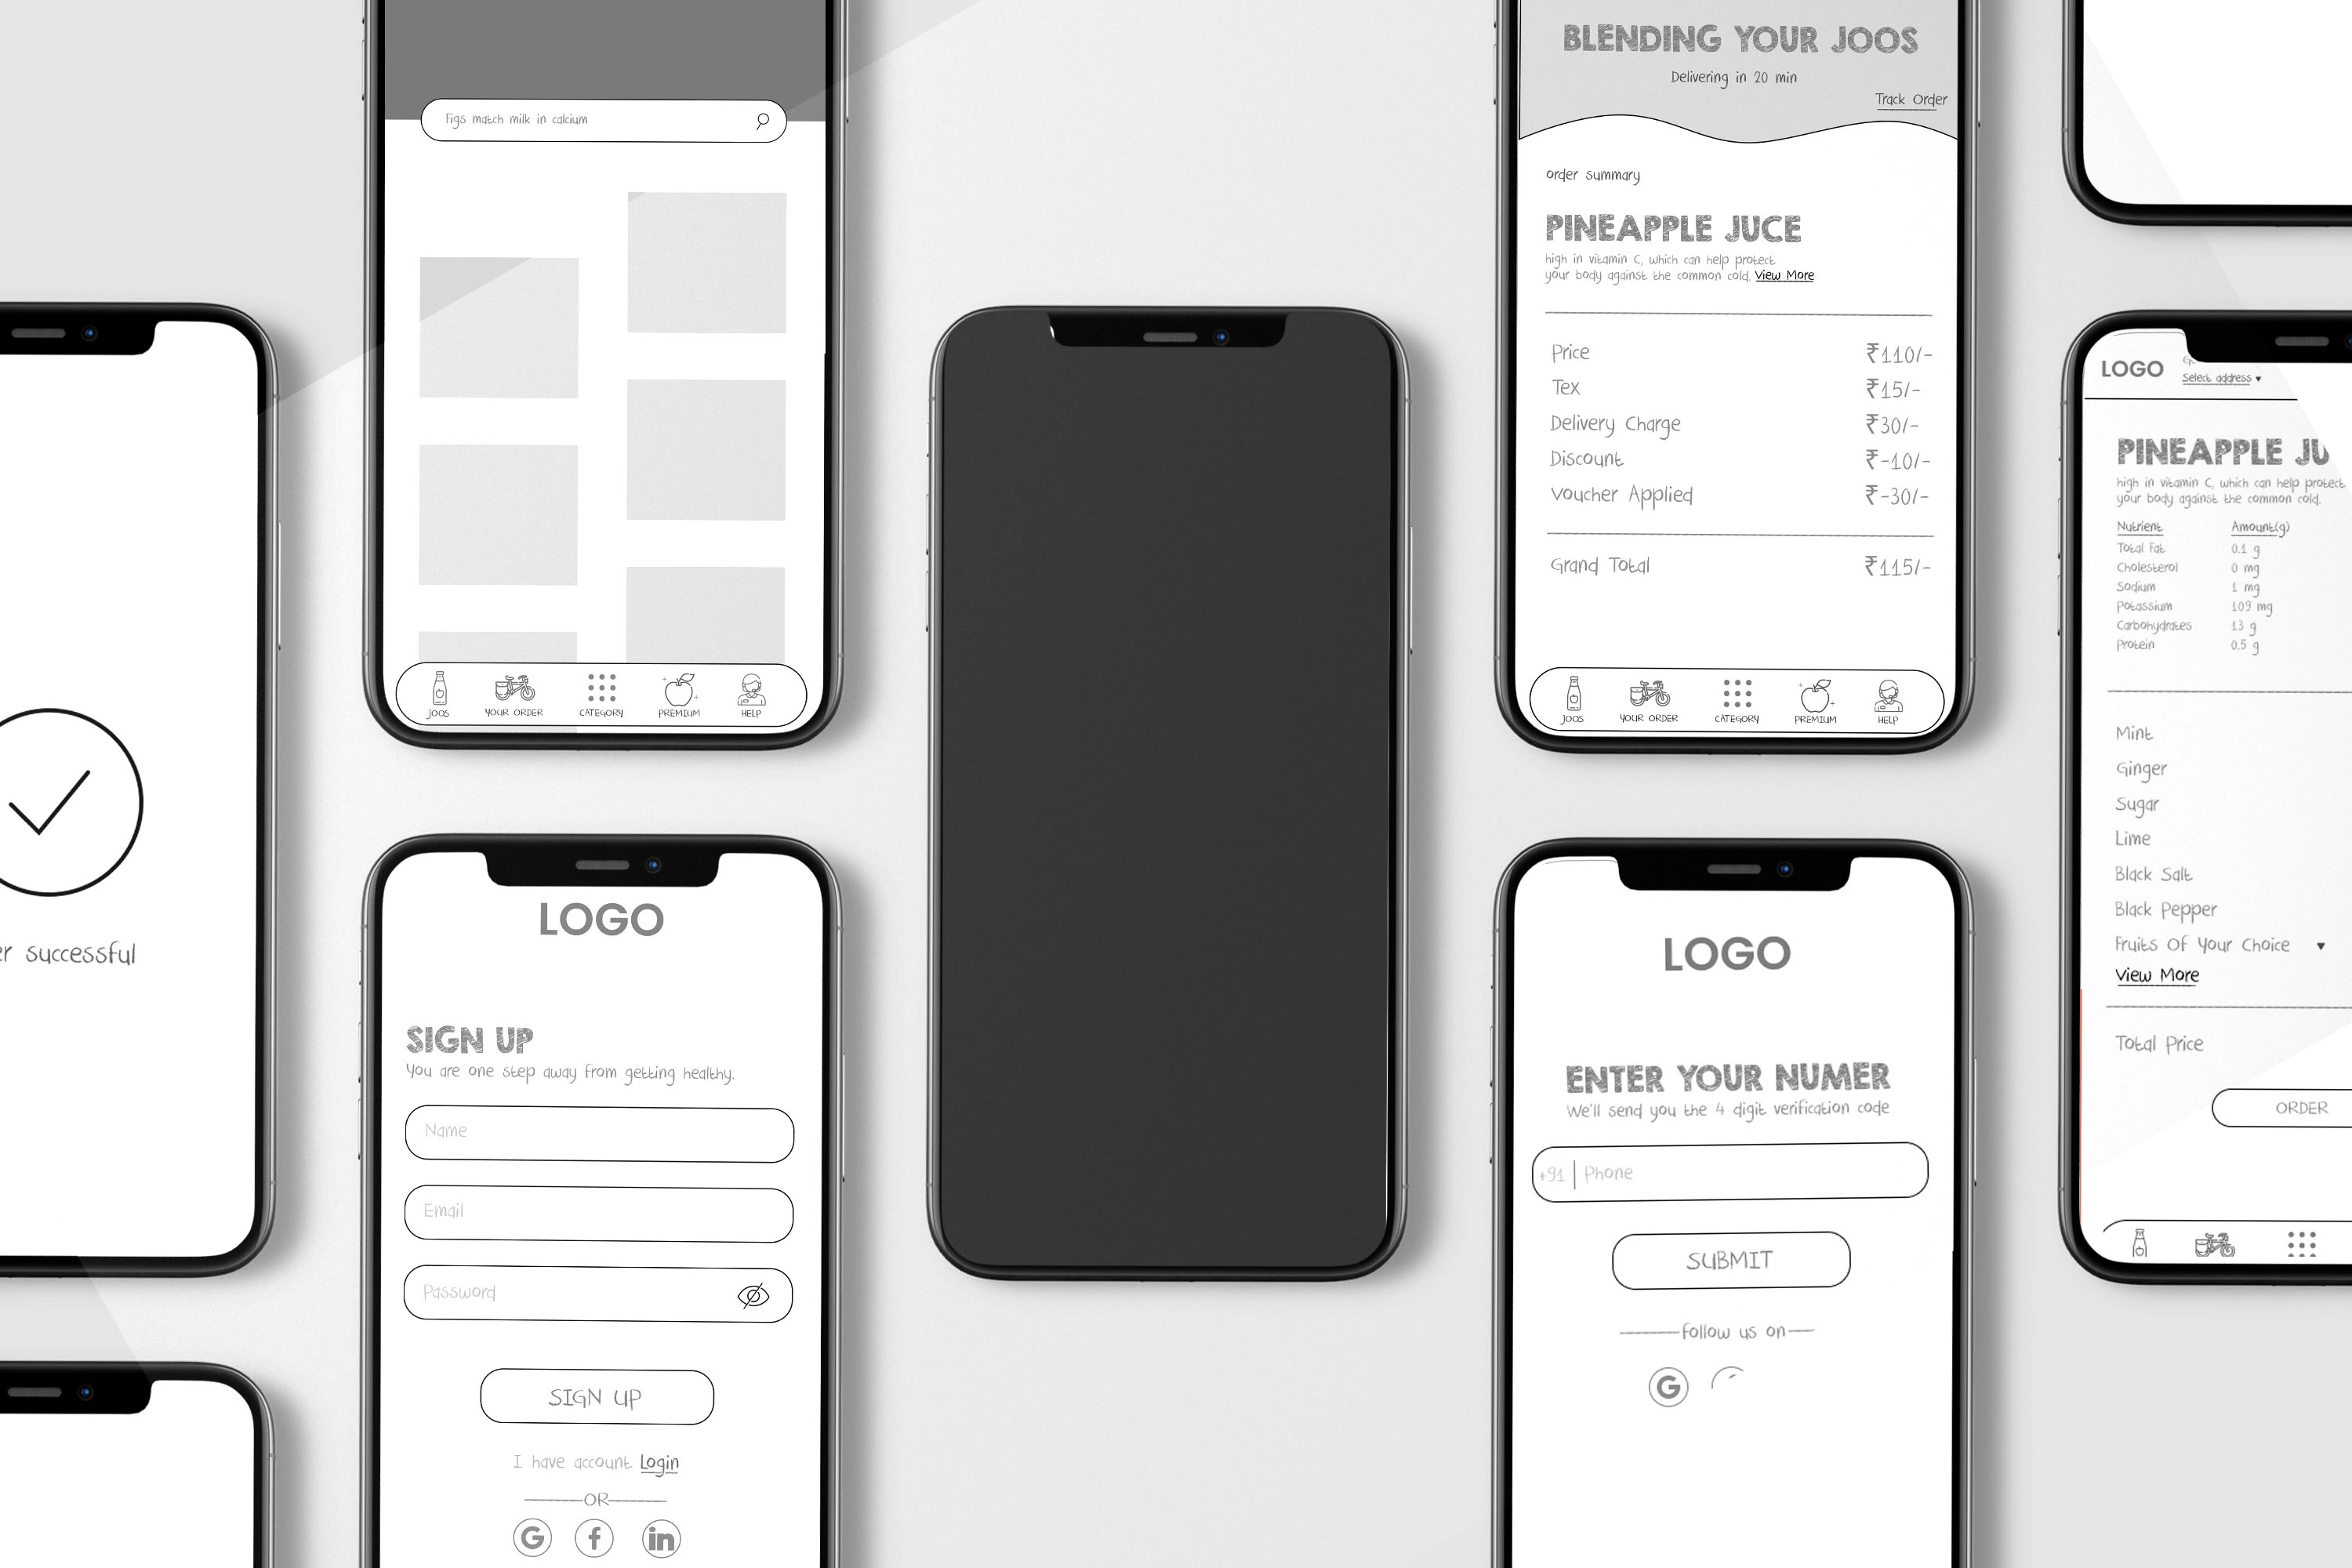 Figs match milk in calcium
JOOS YOUR ORDER CATEGORY PREMIUM HELP
successful
LOGO
SIGN UP
You are one step away from getting healthy.
Name
Email
Password
SIGN UP
I have account Login
OR
G f in
BLENDING YOUR JOOS
Delivering in 20 min
Track Order
order summary
PINEAPPLE JUCE
high in vitamin C, which can help protect
your body against the common cold. View More
Price ₹110/-
Tex ₹15/-
Delivery Charge ₹30/-
Discount ₹-10/-
Voucher Applied ₹-30/-
Grand Total ₹115/-
JOOS YOUR ORDER CATEGORY PREMIUM HELP
LOGO
ENTER YOUR NUMER
We'll send you the 4 digit verification code
+91 | Phone
SUBMIT
follow us on
G
LOGO
Select address ▾
PINEAPPLE JU
high in vitamin C, which can help protect
your body against the common cold.
Nutrient Amount(g)
Total Fat 0.1 g
Cholesterol 0 mg
Sodium 1 mg
Potassium 109 mg
Carbohydrates 13 g
Protein 0.5 g
Mint
Ginger
Sugar
Lime
Black Salt
Black Pepper
Fruits Of Your Choice ▾
View More
Total Price
ORDER